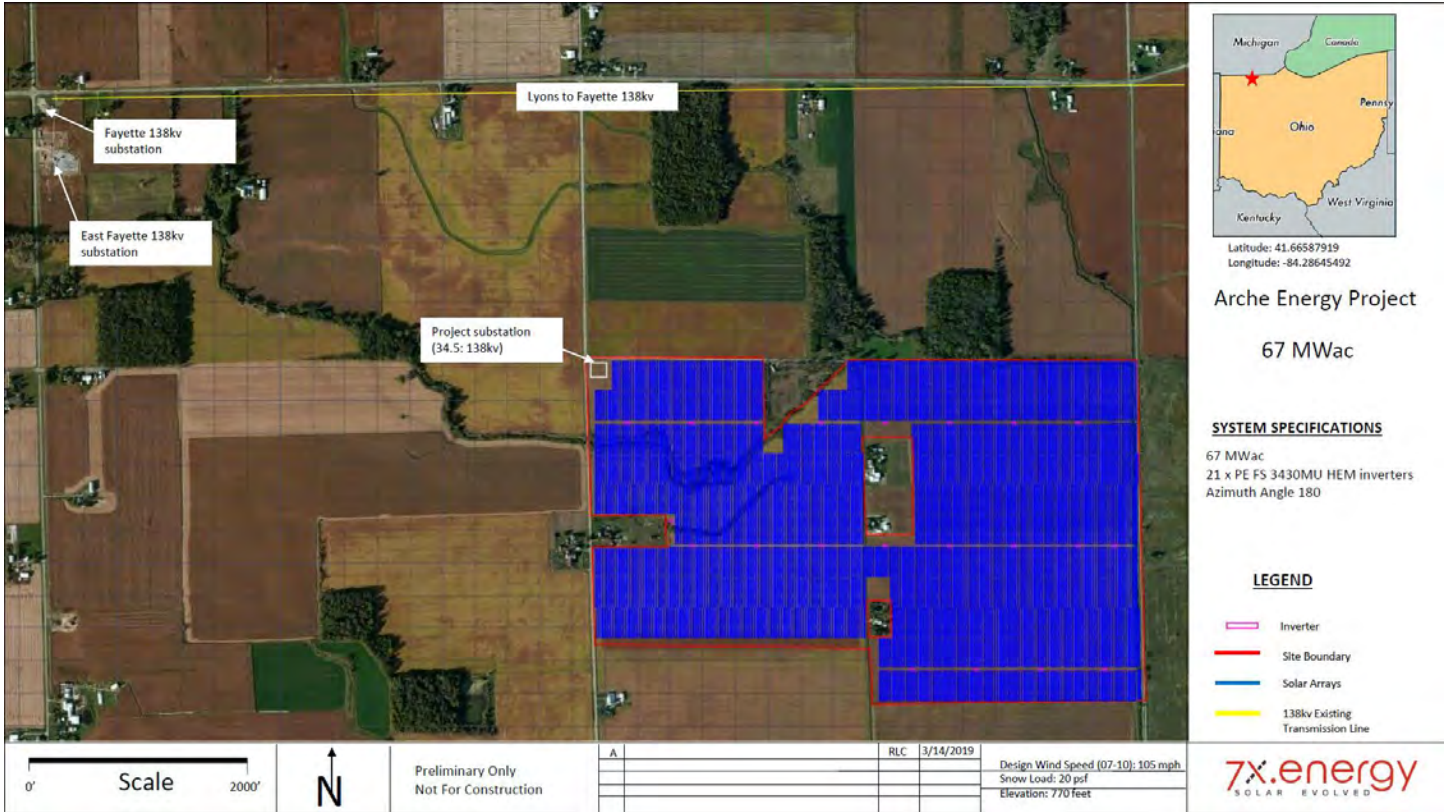 Lyons to Fayette 138kv
Fayette 138kv
substation
East Fayette 138kv
substation
Project substation
(34.5: 138kv)
Michigan
Canada
Pennsy
ana
Ohio
West Virginia
Kentucky
Latitude: 41.66587919
Longitude: -84.28645492
Arche Energy Project
67 MWac
SYSTEM SPECIFICATIONS
67 MWac
21 x PE FS 3430MU HEM inverters
Azimuth Angle 180
LEGEND
Inverter
Site Boundary
Solar Arrays
138kv Existing
Transmission Line
0'
Scale
2000'
N
Preliminary Only
Not For Construction
A
RLC
3/14/2019
Design Wind Speed (07-10): 105 mph
Snow Load: 20 psf
Elevation: 770 feet
7X.energy
SOLAR EVOLVED